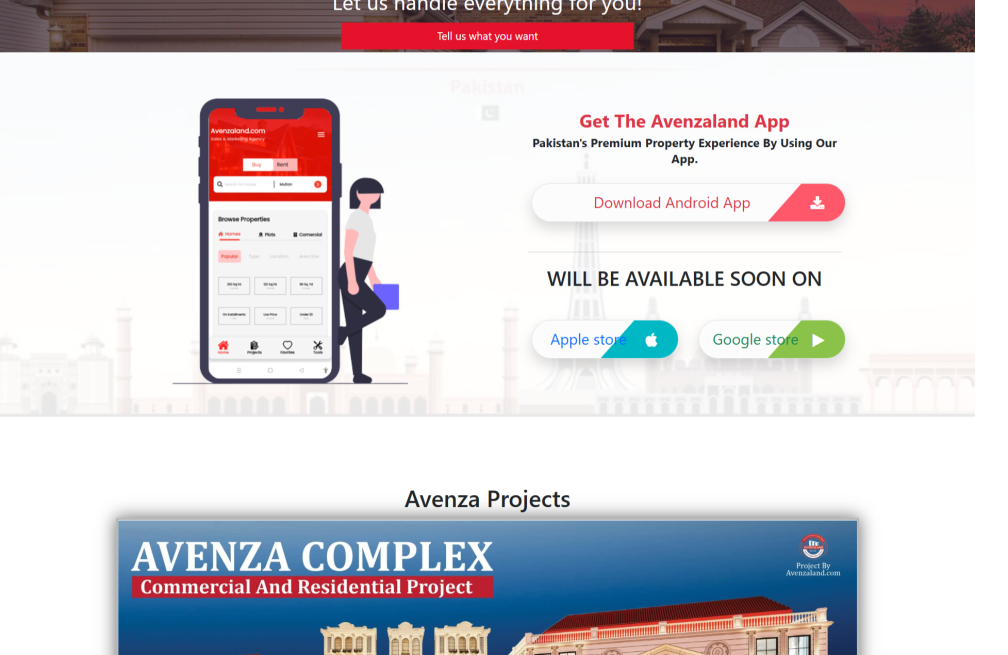 Let us handle everything for you!
Tell us what you want
Pakistan
Avenzaland.com
Sales & Marketing Agency
Buy Rent
Multan
Browse Properties
Homes Plots Comercial
Popular Type Location Area Size
On Installments Low Price Under 20
Home Projects Favorites Tools
Get The Avenzaland App
Pakistan's Premium Property Experience By Using Our
App.
Download Android App
WILL BE AVAILABLE SOON ON
Apple store Google store
Avenza Projects
AVENZA COMPLEX
Commercial And Residential Project
Project By
Avenzaland.com